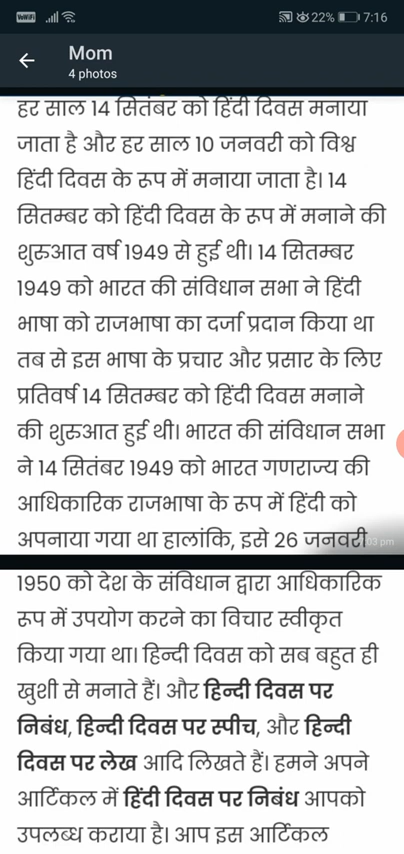 VoWiFi 22% 7:16
Mom
4 photos
हर साल 14 सितंबर को हिंदी दिवस मनाया
जाता है और हर साल 10 जनवरी को विश्व
हिंदी दिवस के रूप में मनाया जाता है। 14
सितम्बर को हिंदी दिवस के रूप में मनाने की
शुरुआत वर्ष 1949 से हुई थी। 14 सितम्बर
1949 को भारत की संविधान सभा ने हिंदी
भाषा को राजभाषा का दर्जा प्रदान किया था
तब से इस भाषा के प्रचार और प्रसार के लिए
प्रतिवर्ष 14 सितम्बर को हिंदी दिवस मनाने
की शुरुआत हुई थी। भारत की संविधान सभा
ने 14 सितंबर 1949 को भारत गणराज्य की
आधिकारिक राजभाषा के रूप में हिंदी को
अपनाया गया था हालांकि, इसे 26 जनवरी
1950 को देश के संविधान द्वारा आधिकारिक
रूप में उपयोग करने का विचार स्वीकृत
किया गया था। हिन्दी दिवस को सब बहुत ही
खुशी से मनाते हैं। और हिन्दी दिवस पर
निबंध, हिन्दी दिवस पर स्पीच, और हिन्दी
दिवस पर लेख आदि लिखते हैं। हमने अपने
आर्टिकल में हिंदी दिवस पर निबंध आपको
उपलब्ध कराया है। आप इस आर्टिकल